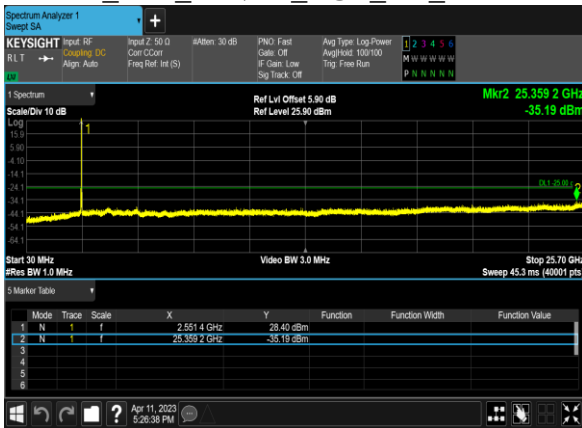 Spectrum Analyzer 1
Swept SA
+
KEYSIGHT Input: RF Input Z: 50 Ω #Atten: 30 dB PNO: Fast Avg Type: Log-Power 1 2 3 4 5 6
RLT Coupling: DC Corr CCorr Gate: Off Avg|Hold: 100/100 M W W W W W
Align: Auto Freq Ref: Int (S) IF Gain: Low Trig: Free Run
Sig Track: Off P N N N N N
1 Spectrum Ref Lvl Offset 5.90 dB Mkr2 25.359 2 GHz
Scale/Div 10 dB Ref Level 25.90 dBm -35.19 dBm
Log
15.9
1
5.90
-4.10
-14.1
-24.1
-34.1
-44.1
-54.1
-64.1
Start 30 MHz Video BW 3.0 MHz Stop 25.70 GHz
#Res BW 1.0 MHz Sweep 45.3 ms (40001 pts)
5 Marker Table
Mode Trace Scale X Y Function Function Width Function Value
1 N 1 f 2.551 4 GHz 28.40 dBm
2 N 1 f 25.359 2 GHz -35.19 dBm
3
4
5
6
? Apr 11, 2023
5:26:38 PM